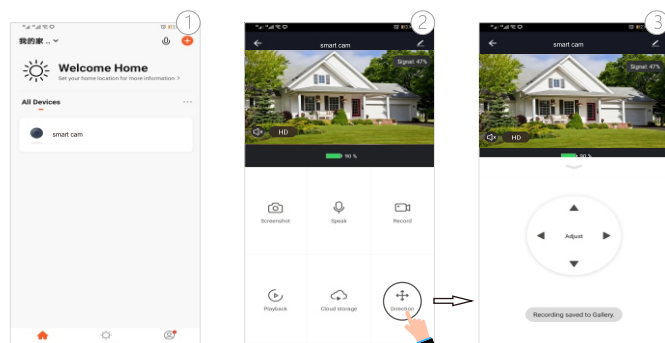 1
我的家 ..
Welcome Home
Set your home location for more information >
All Devices
smart cam
2
smart cam
Signal: 47%
HD
90 %
Screenshot
Speak
Record
Playback
Cloud storage
Direction
3
smart cam
Signal: 47%
HD
90 %
Adjust
Recording saved to Gallery.